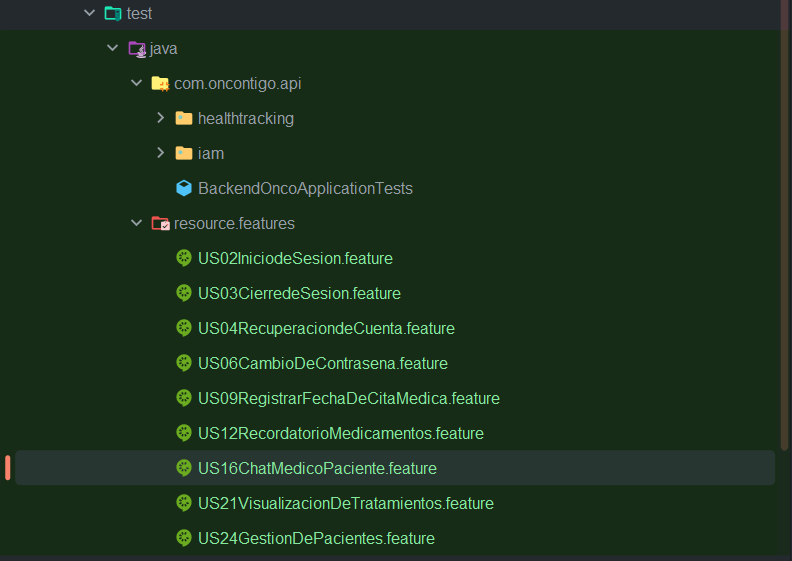 test
java
com.oncontigo.api
healthtracking
iam
BackendOncoApplicationTests
resource.features
US02IniciodeSesion.feature
US03CierredeSesion.feature
US04RecuperaciondeCuenta.feature
US06CambioDeContrasena.feature
US09RegistrarFechaDeCitaMedica.feature
US12RecordatorioMedicamentos.feature
US16ChatMedicoPaciente.feature
US21VisualizacionDeTratamientos.feature
US24GestionDePacientes.feature